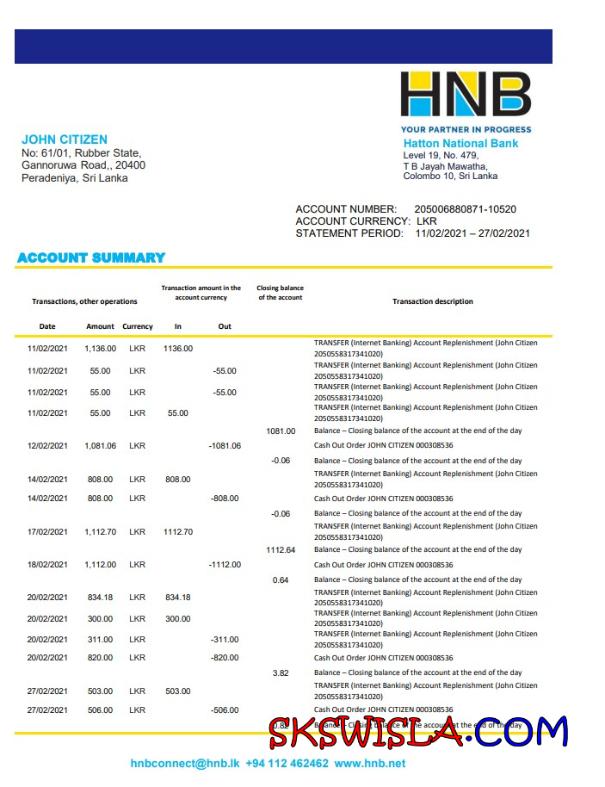 HNB
YOUR PARTNER IN PROGRESS
JOHN CITIZEN
No: 61/01, Rubber State,
Gannoruwa Road,, 20400
Peradeniya, Sri Lanka
Hatton National Bank
Level 19, No. 479,
T B Jayah Mawatha,
Colombo 10, Sri Lanka
ACCOUNT NUMBER: 205006880871-10520
ACCOUNT CURRENCY: LKR
STATEMENT PERIOD: 11/02/2021 – 27/02/2021
ACCOUNT SUMMARY
Transactions, other operations
Transaction amount in the
account currency
Closing balance
of the account
Transaction description
Date Amount Currency In Out
11/02/2021 1,136.00 LKR 1136.00 TRANSFER (Internet Banking) Account Replenishment (John Citizen
2050558317341020)
11/02/2021 55.00 LKR -55.00 TRANSFER (Internet Banking) Account Replenishment (John Citizen
2050558317341020)
11/02/2021 55.00 LKR -55.00 TRANSFER (Internet Banking) Account Replenishment (John Citizen
2050558317341020)
11/02/2021 55.00 LKR 55.00 TRANSFER (Internet Banking) Account Replenishment (John Citizen
2050558317341020)
1081.00 Balance – Closing balance of the account at the end of the day
12/02/2021 1,081.06 LKR -1081.06 Cash Out Order JOHN CITIZEN 000308536
-0.06 Balance – Closing balance of the account at the end of the day
14/02/2021 808.00 LKR 808.00 TRANSFER (Internet Banking) Account Replenishment (John Citizen
2050558317341020)
14/02/2021 808.00 LKR -808.00 Cash Out Order JOHN CITIZEN 000308536
-0.06 Balance – Closing balance of the account at the end of the day
17/02/2021 1,112.70 LKR 1112.70 TRANSFER (Internet Banking) Account Replenishment (John Citizen
2050558317341020)
1112.64 Balance – Closing balance of the account at the end of the day
18/02/2021 1,112.00 LKR -1112.00 Cash Out Order JOHN CITIZEN 000308536
0.64 Balance – Closing balance of the account at the end of the day
20/02/2021 834.18 LKR 834.18 TRANSFER (Internet Banking) Account Replenishment (John Citizen
2050558317341020)
20/02/2021 300.00 LKR 300.00 TRANSFER (Internet Banking) Account Replenishment (John Citizen
2050558317341020)
20/02/2021 311.00 LKR -311.00 TRANSFER (Internet Banking) Account Replenishment (John Citizen
2050558317341020)
20/02/2021 820.00 LKR -820.00 Cash Out Order JOHN CITIZEN 000308536
3.82 Balance – Closing balance of the account at the end of the day
27/02/2021 503.00 LKR 503.00 TRANSFER (Internet Banking) Account Replenishment (John Citizen
2050558317341020)
27/02/2021 506.00 LKR -506.00 Cash Out Order JOHN CITIZEN 000308536
0.82 Balance – Closing balance of the account at the end of the day
SKSWISLA.COM
hnbconnect@hnb.lk +94 112 462462 www.hnb.net